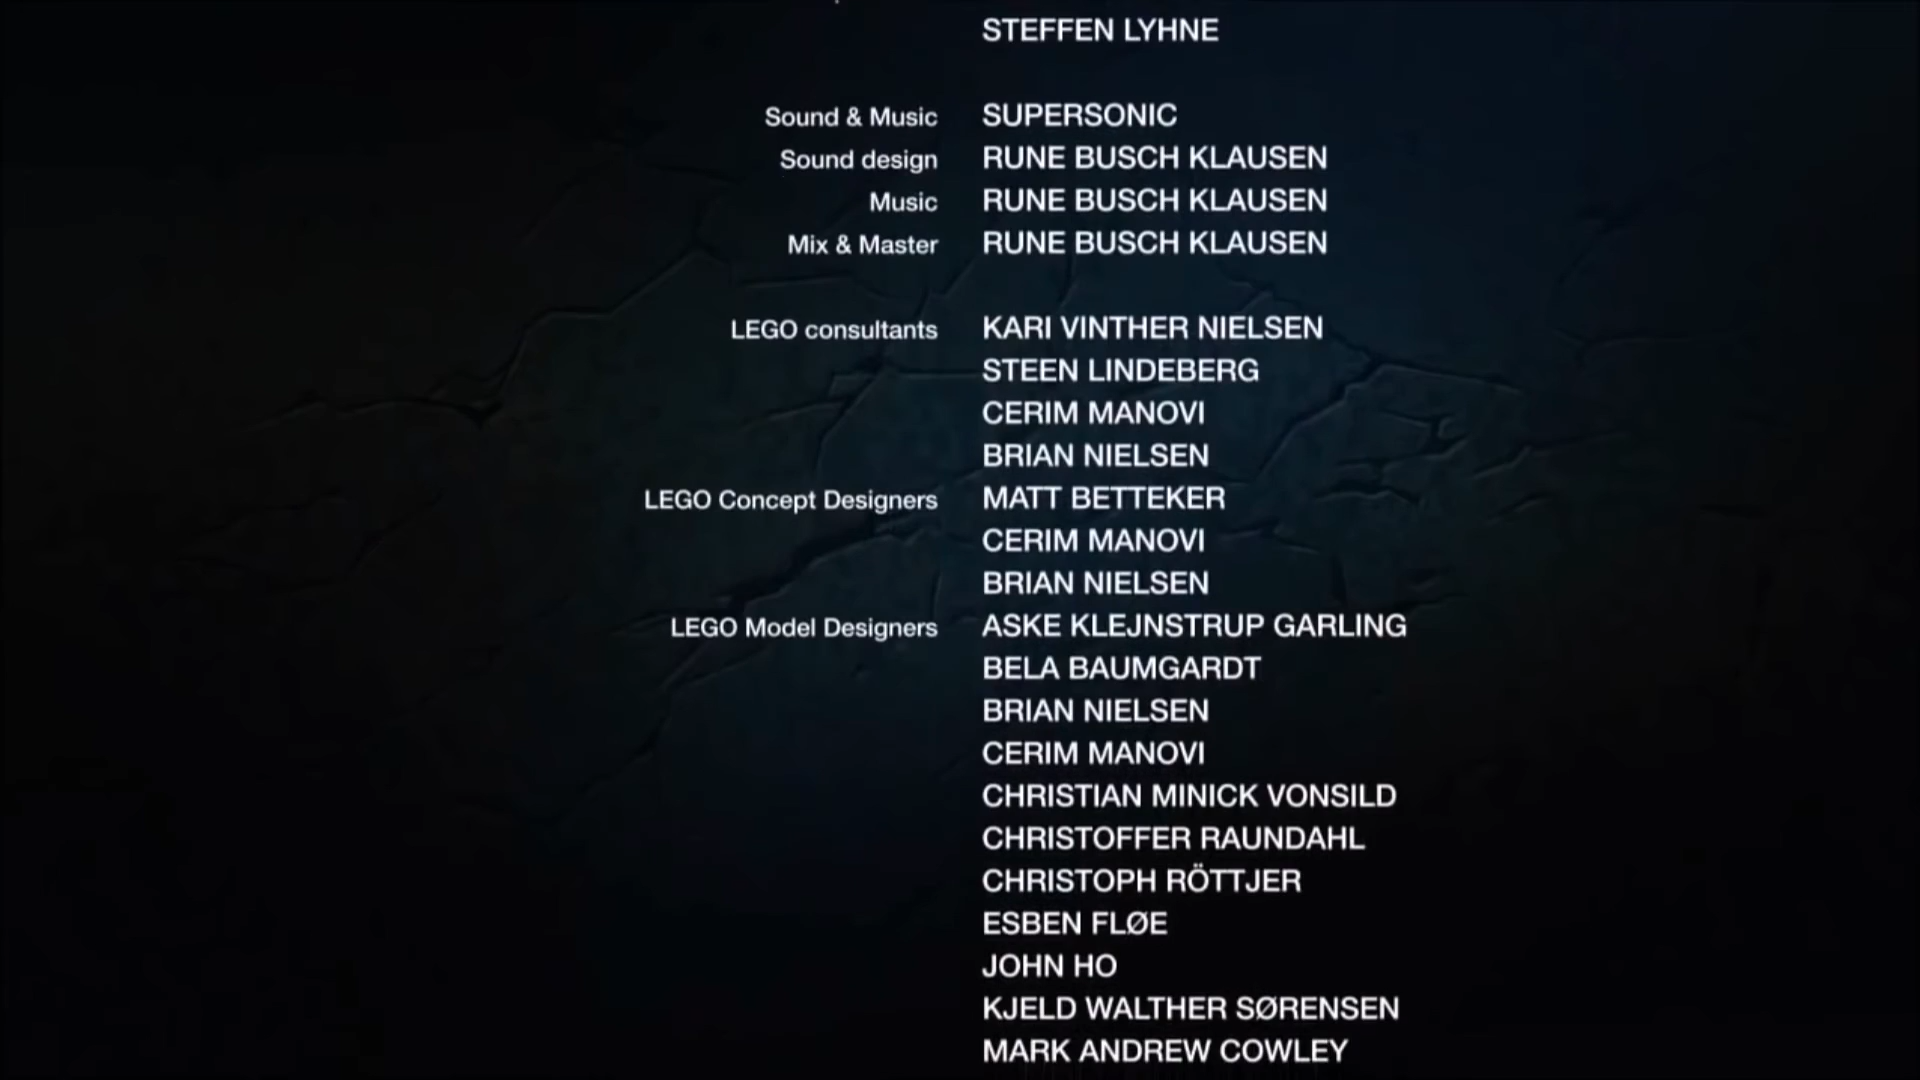 STEFFEN LYHNE
Sound & Music SUPERSONIC
Sound design RUNE BUSCH KLAUSEN
Music RUNE BUSCH KLAUSEN
Mix & Master RUNE BUSCH KLAUSEN
LEGO consultants KARI VINTHER NIELSEN
STEEN LINDEBERG
CERIM MANOVI
BRIAN NIELSEN
LEGO Concept Designers MATT BETTEKER
CERIM MANOVI
BRIAN NIELSEN
LEGO Model Designers ASKE KLEJNSTRUP GARLING
BELA BAUMGARDT
BRIAN NIELSEN
CERIM MANOVI
CHRISTIAN MINICK VONSILD
CHRISTOFFER RAUNDAHL
CHRISTOPH RÖTTJER
ESBEN FLØE
JOHN HO
KJELD WALTHER SØRENSEN
MARK ANDREW COWLEY